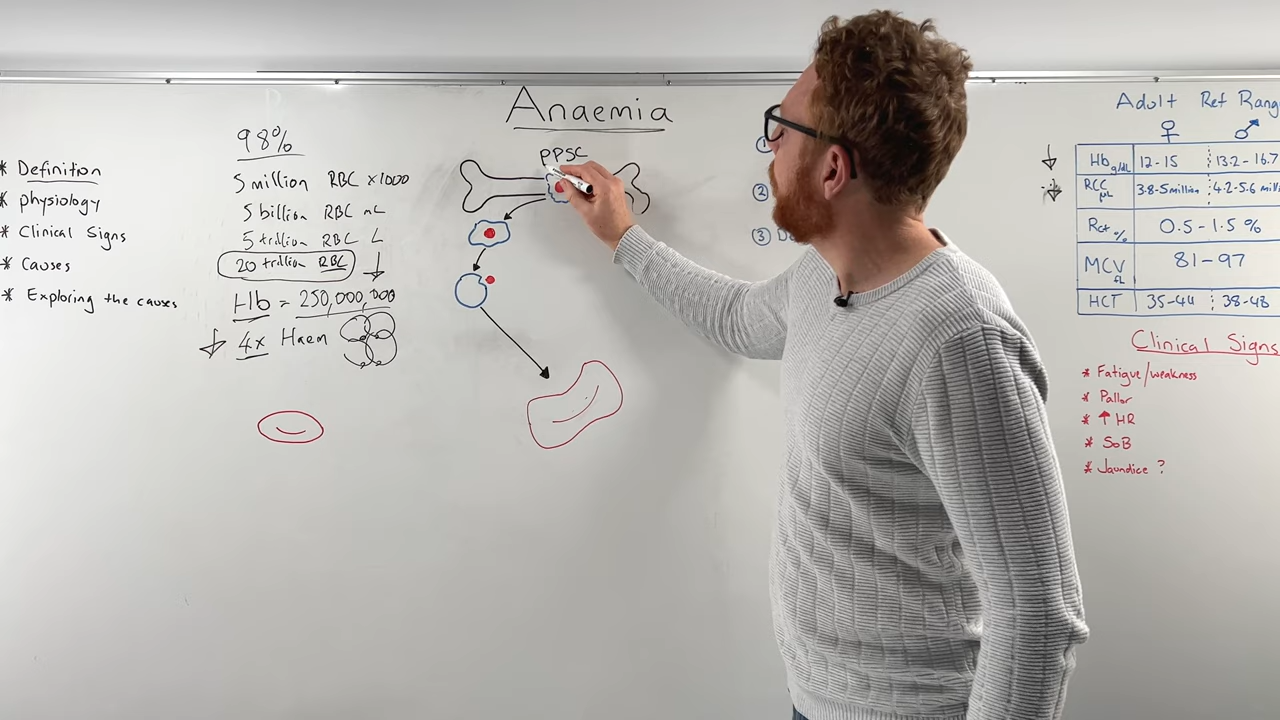 Anaemia
* Definition
* physiology
* Clinical Signs
* Causes
* Exploring the causes
98%
5 million RBC x1000
5 billion RBC mL
5 trillion RBC L
20 trillion RBC
Hb = 250,000,000
4x Haem
PPSC
①
②
③
Adult Ref Rang
♀ ♂
Hb g/dL 12-15 13.2-16.7
RCC µL 3.8-5million 4.2-5.6 milli
Rct % 0.5-1.5%
MCV fL 81-97
HCT 35-44 38-48
Clinical Signs
* Fatigue/weakness
* Pallor
* ↑ HR
* SoB
* Jaundice ?